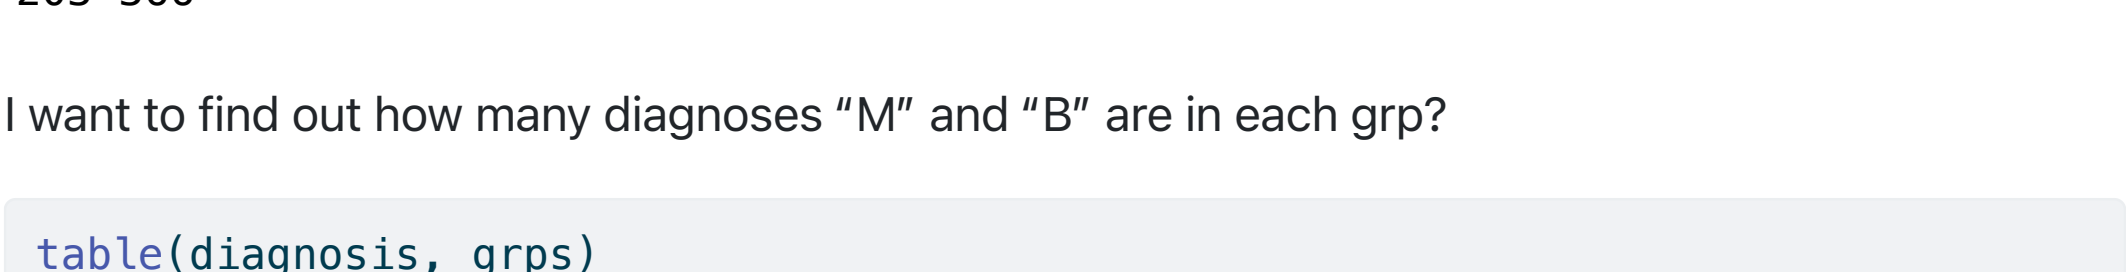 I want to find out how many diagnoses “M” and “B” are in each grp?
table(diagnosis, grps)